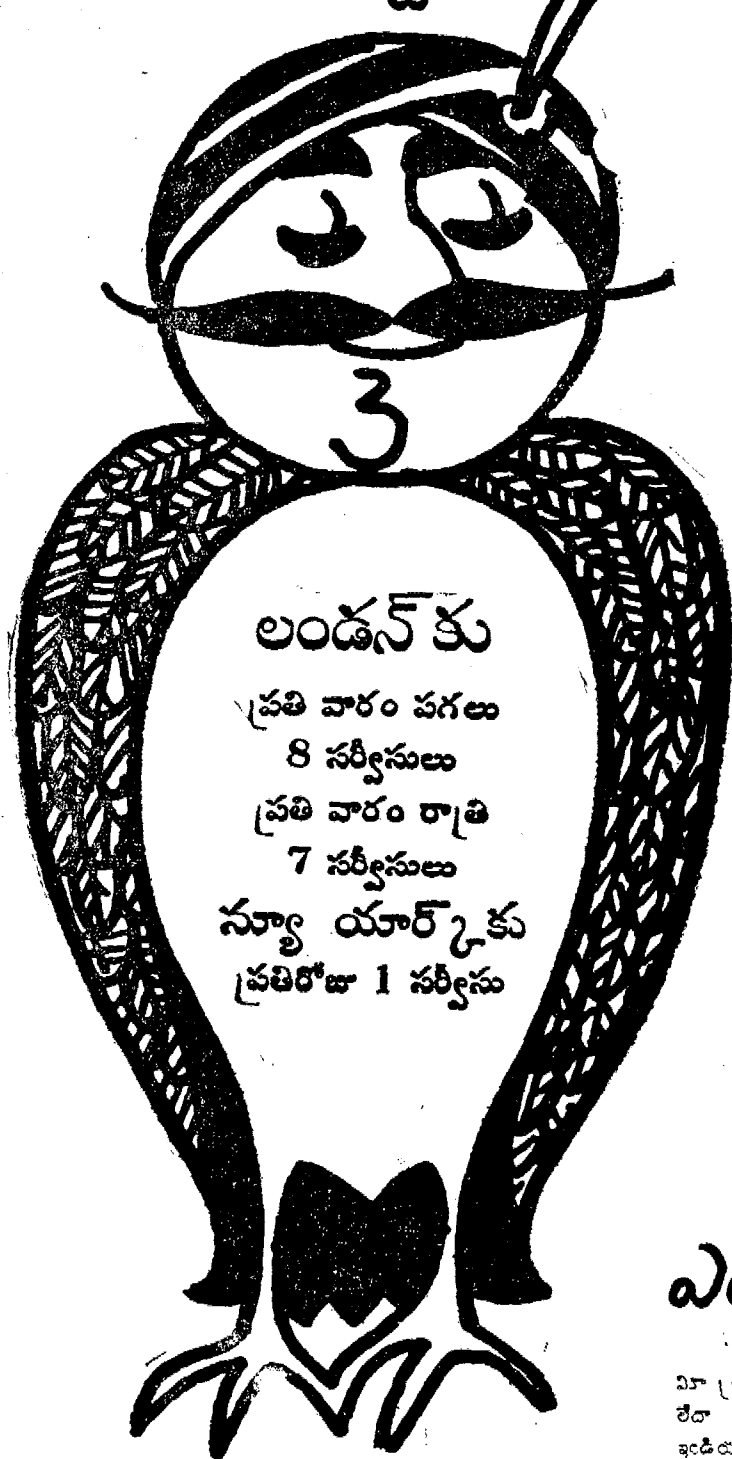 లండన్ కు
ప్రతి వారం పగలు
8 సర్వీసులు
ప్రతి వారం రాత్రి
7 సర్వీసులు
న్యూ యార్క్ కు
ప్రతిరోజు 1 సర్వీసు
మీ
లేదా